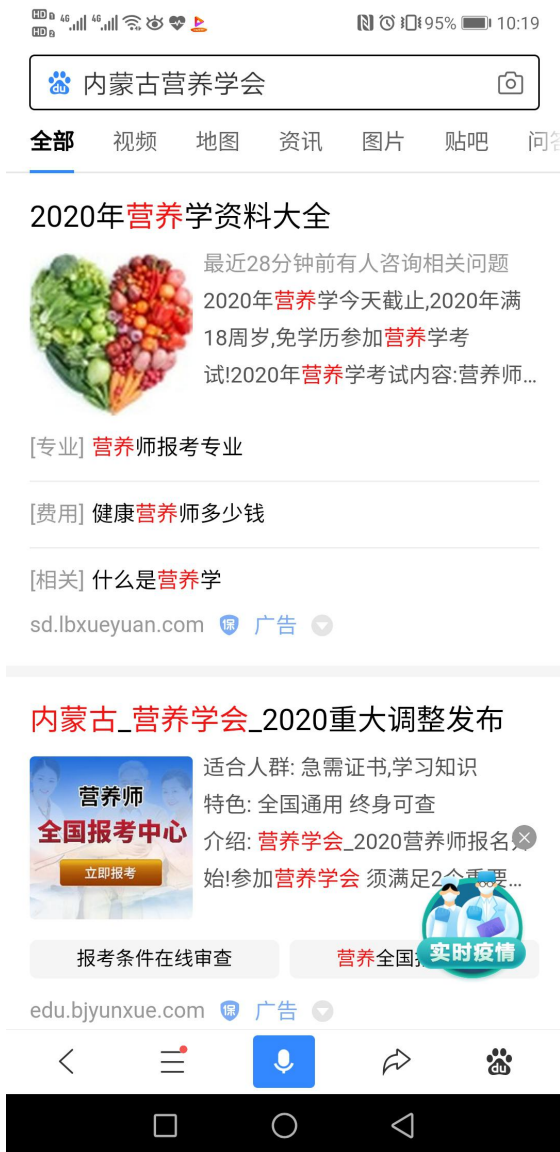 HD 46 46 95% 10:19
HD
内蒙古营养学会
全部 视频 地图 资讯 图片 贴吧 问答
2020年营养学资料大全
最近28分钟前有人咨询相关问题
2020年营养学今天截止,2020年满
18周岁,免学历参加营养学考
试!2020年营养学考试内容:营养师...
[专业] 营养师报考专业
[费用] 健康营养师多少钱
[相关] 什么是营养学
sd.lbxueyuan.com 保 广告
内蒙古_营养学会_2020重大调整发布
营养师
全国报考中心
立即报考
适合人群: 急需证书,学习知识
特色: 全国通用 终身可查
介绍: 营养学会_2020营养师报名
始!参加营养学会 须满足2个重要...
实时疫情
报考条件在线审查 营养全国
edu.bjyunxue.com 保 广告
du